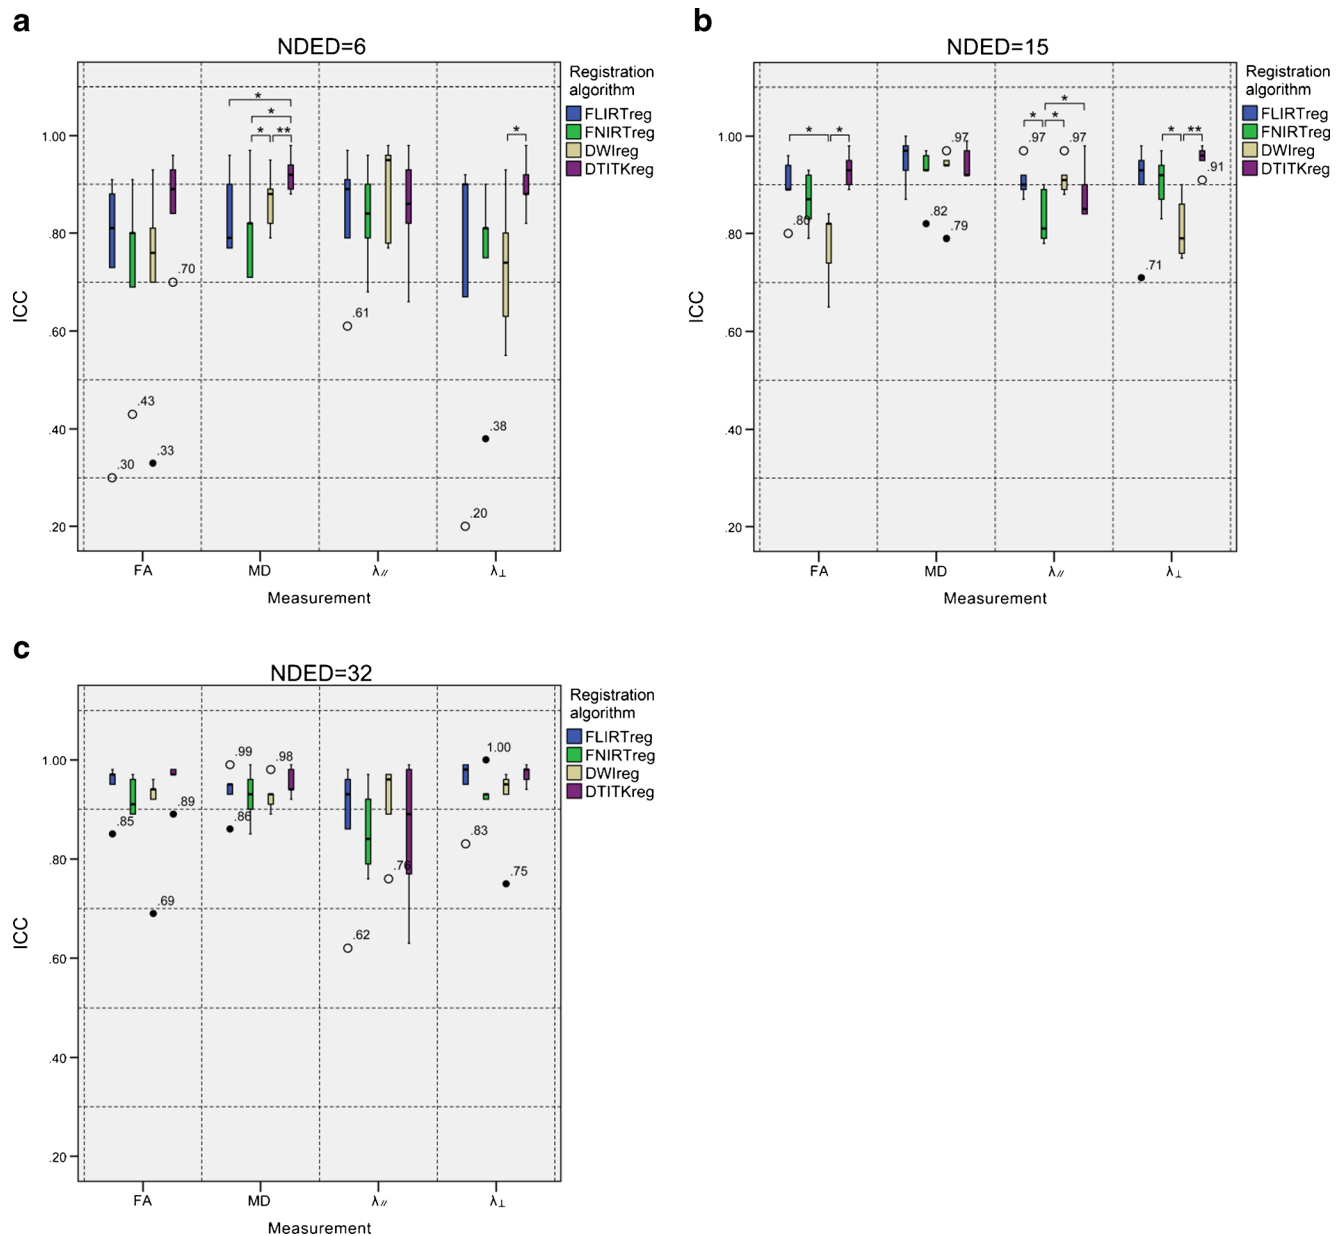 a
NDED=6
Registration
algorithm
FLIRTreg
FNIRTreg
DWIreg
DTITKreg
ICC
1.00
.80
.60
.40
.20
* * * **
*
.70
.61
.43
.33
.30
.38
.20
FA MD λ// λ⊥
Measurement
b
NDED=15
Registration
algorithm
FLIRTreg
FNIRTreg
DWIreg
DTITKreg
ICC
1.00
.80
.60
.40
.20
* *
* * *
* **
.97
.97
.97
.91
.80
.82
.79
.71
FA MD λ// λ⊥
Measurement
c
NDED=32
Registration
algorithm
FLIRTreg
FNIRTreg
DWIreg
DTITKreg
ICC
1.00
.80
.60
.40
.20
.99
.98
1.00
.85
.89
.86
.83
.76
.75
.69
.62
FA MD λ// λ⊥
Measurement